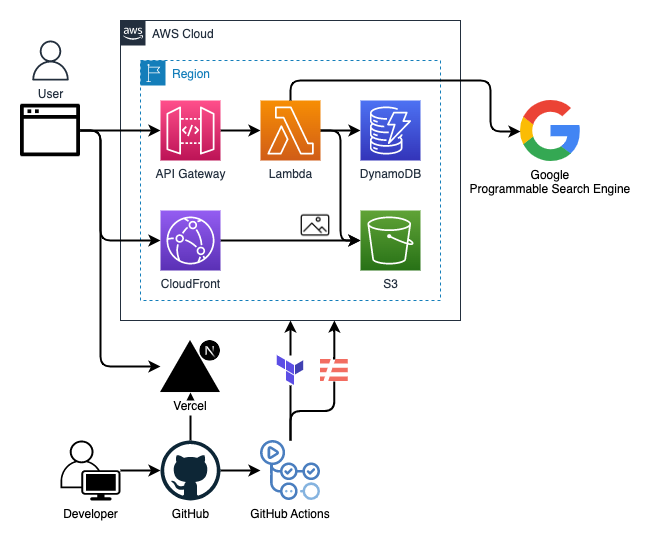 aws
AWS Cloud
Region
User
API Gateway
Lambda
DynamoDB
Google
Programmable Search Engine
CloudFront
S3
N
Vercel
Developer
GitHub
GitHub Actions